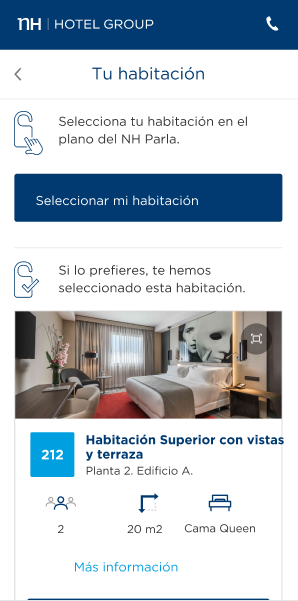 nH | HOTEL GROUP
Tu habitación
Selecciona tu habitación en el
plano del NH Parla.
Seleccionar mi habitación
Si lo prefieres, te hemos
seleccionado esta habitación.
212
Habitación Superior con vistas
y terraza
Planta 2. Edificio A.
2
20 m2
Cama Queen
Más información